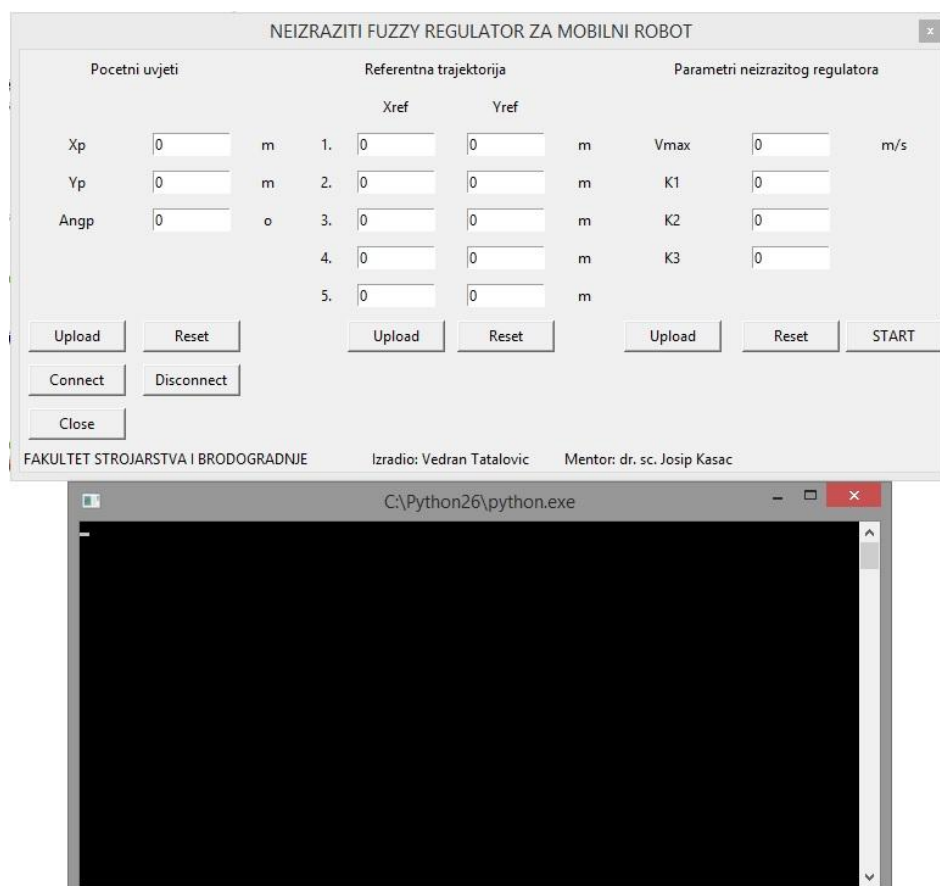 NEIZRAZITI FUZZY REGULATOR ZA MOBILNI ROBOT
x
Pocetni uvjeti Referentna trajektorija Parametri neizrazitog regulatora
Xref Yref
Xp 0 m 1. 0 0 m Vmax 0 m/s
Yp 0 m 2. 0 0 m K1 0
Angp 0 o 3. 0 0 m K2 0
4. 0 0 m K3 0
5. 0 0 m
Upload Reset Upload Reset Upload Reset START
Connect Disconnect
Close
FAKULTET STROJARSTVA I BRODOGRADNJE Izradio: Vedran Tatalovic Mentor: dr. sc. Josip Kasac
C:\Python26\python.exe